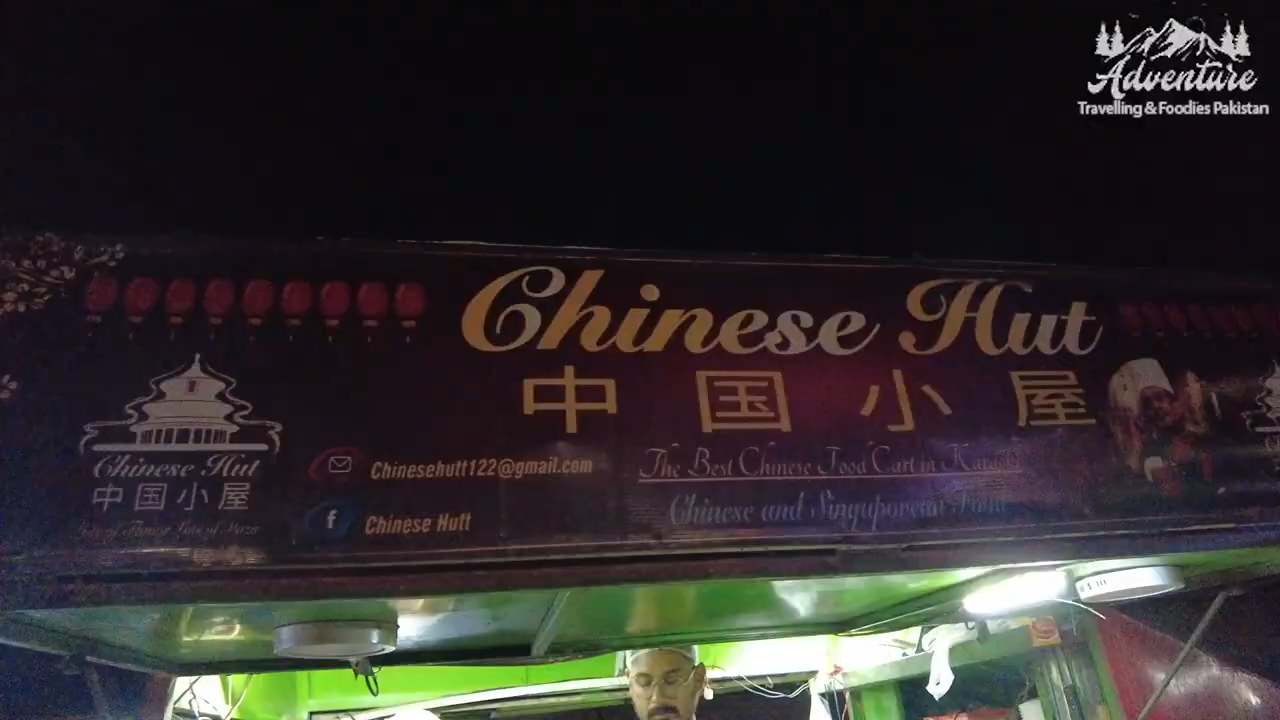 Adventure
Travelling & Foodies Pakistan
Chinese Hut
中国小屋
Chinese Hut
中国小屋
Chinesehutt122@gmail.com
Chinese Hutt
The Best Chinese Food Cart in
Chinese and Singaporean